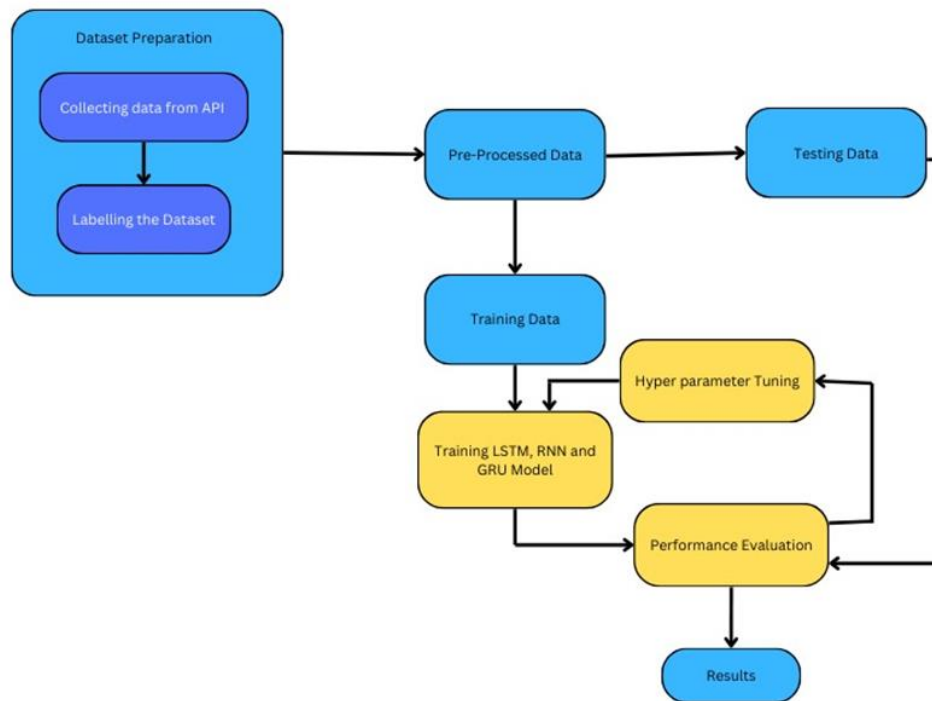 Dataset Preparation
Collecting data from API
Labelling the Dataset
Pre-Processed Data
Testing Data
Training Data
Hyper parameter Tuning
Training LSTM, RNN and
GRU Model
Performance Evaluation
Results